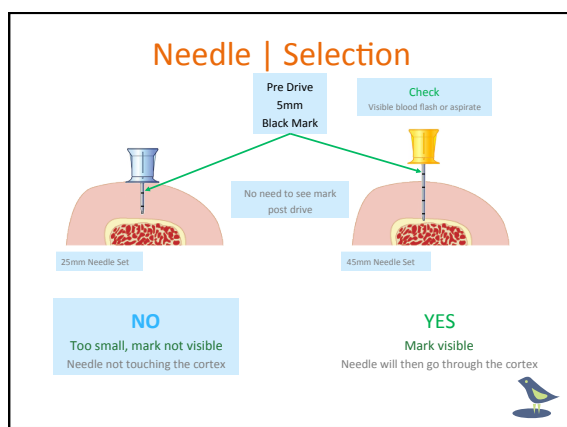 Needle | Selection
Pre Drive
5mm
Black Mark
Check
Visible blood flash or aspirate
No need to see mark
post drive
25mm Needle Set
45mm Needle Set
NO
Too small, mark not visible
Needle not touching the cortex
YES
Mark visible
Needle will then go through the cortex